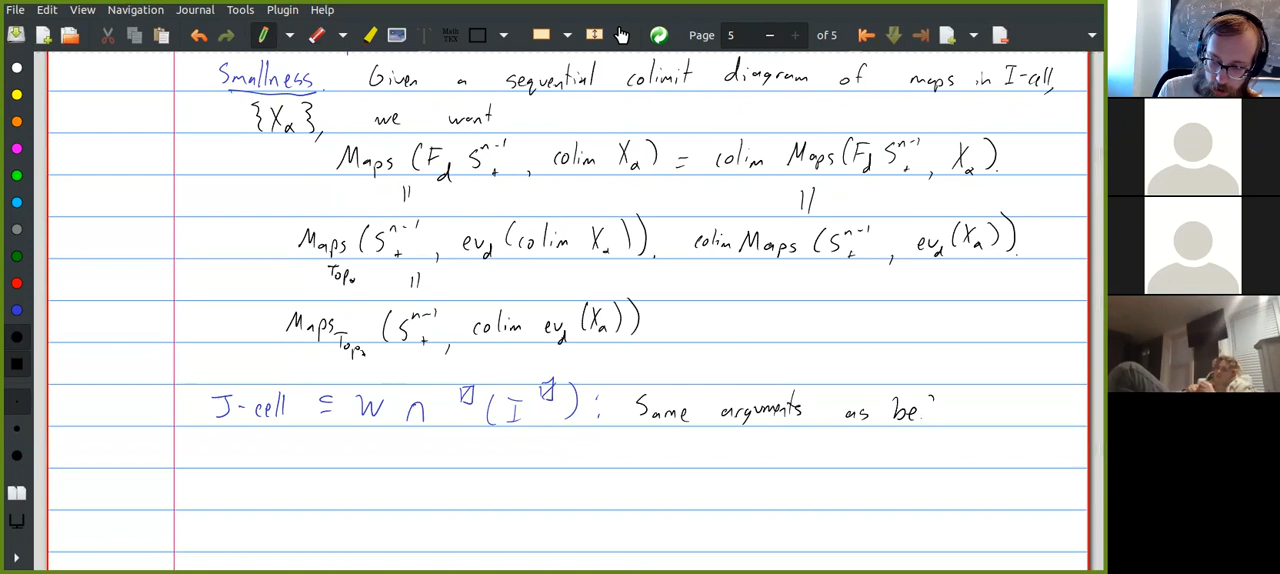 File Edit View Navigation Journal Tools Plugin Help
Math TEX Page 5 of 5
Smallness. Given a sequential colimit diagram of maps in I-cell,
{X_α}, we want
Maps (F_d S^{n-1}_+, colim X_α) = colim Maps (F_d S^{n-1}_+, X_α).
|| ||
Maps_{Top_*} (S^{n-1}_+, ev_d (colim X_α)). colim Maps (S^{n-1}_+, ev_d (X_α)).
||
Maps_{Top_*} (S^{n-1}_+, colim ev_d (X_α))
J-cell ⊆ W ∩ ^⧄(I^⧄): Same arguments as be